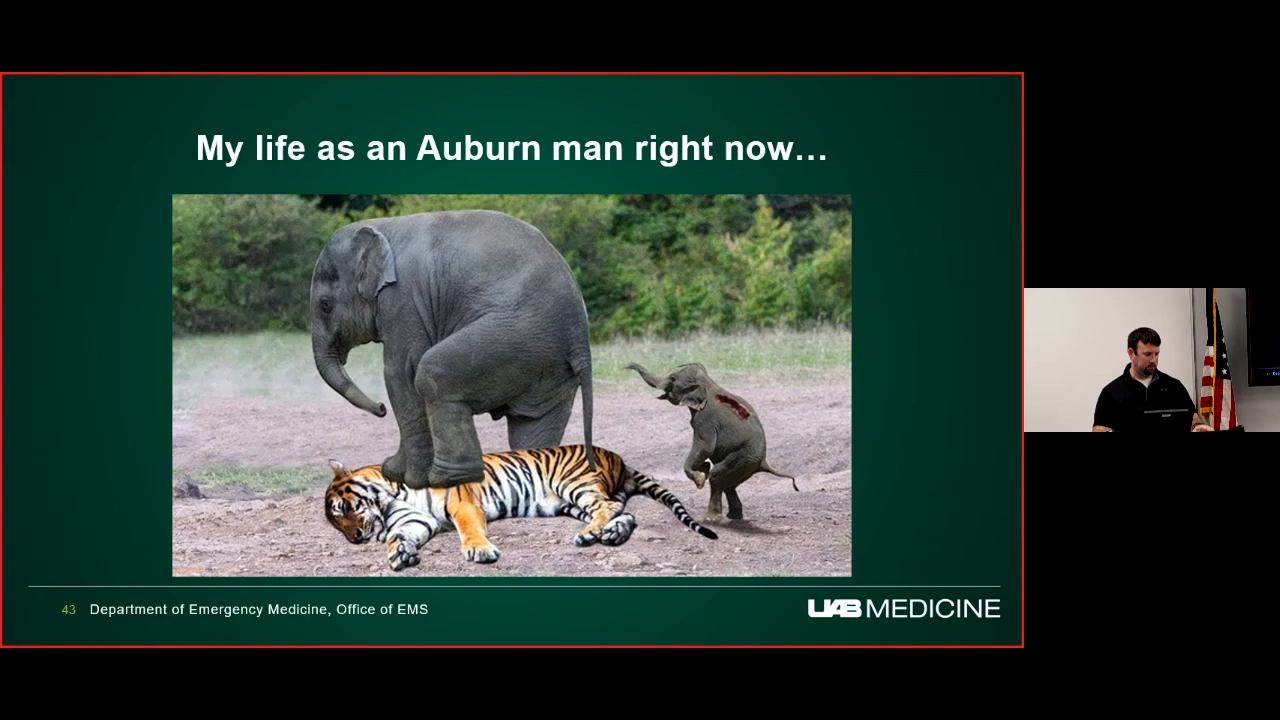 My life as an Auburn man right now…
43 Department of Emergency Medicine, Office of EMS
UAB MEDICINE